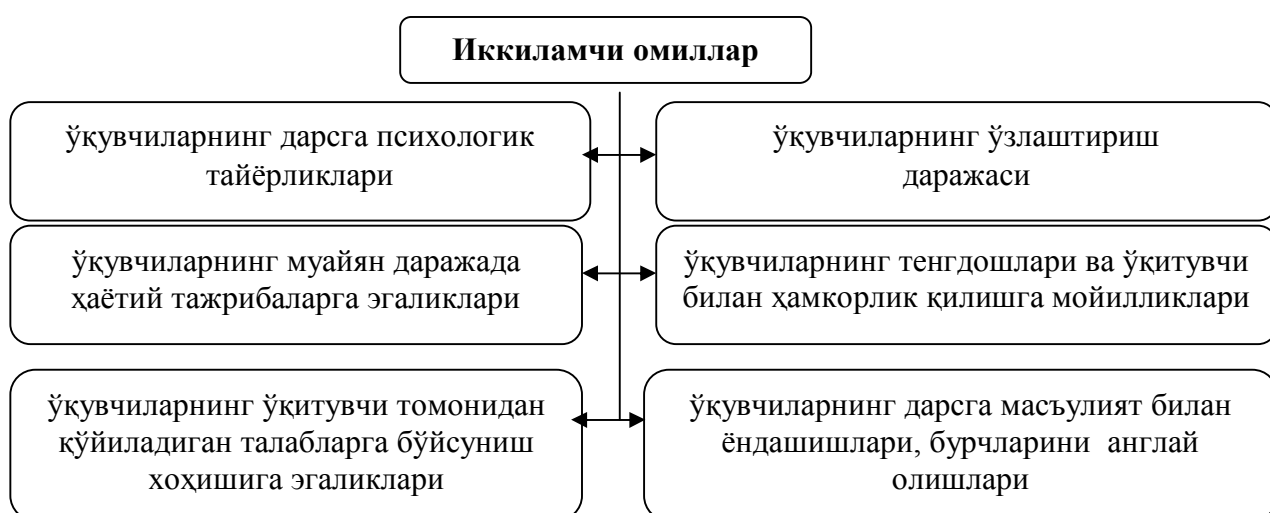 Иккиламчи омиллар
ўқувчиларнинг дарсга психологик
тайёрликлари
ўқувчиларнинг ўзлаштириш
даражаси
ўқувчиларнинг муайян даражада
ҳаётий тажрибаларга эгаликлари
ўқувчиларнинг тенгдошлари ва ўқитувчи
билан ҳамкорлик қилишга мойилликлари
ўқувчиларнинг ўқитувчи томонидан
қўйиладиган талабларга бўйсуниш
хоҳишига эгаликлари
ўқувчиларнинг дарсга масъулият билан
ёндашишлари, бурчларини англай
олишлари